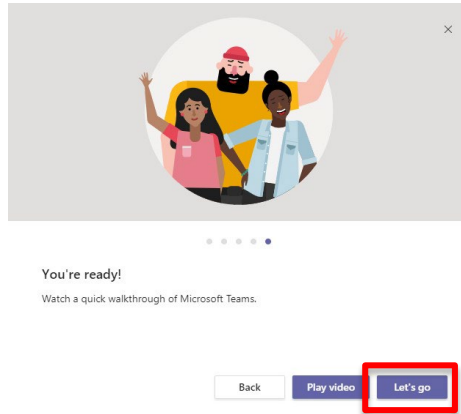 You're ready!
Watch a quick walkthrough of Microsoft Teams.
Back Play video Let's go